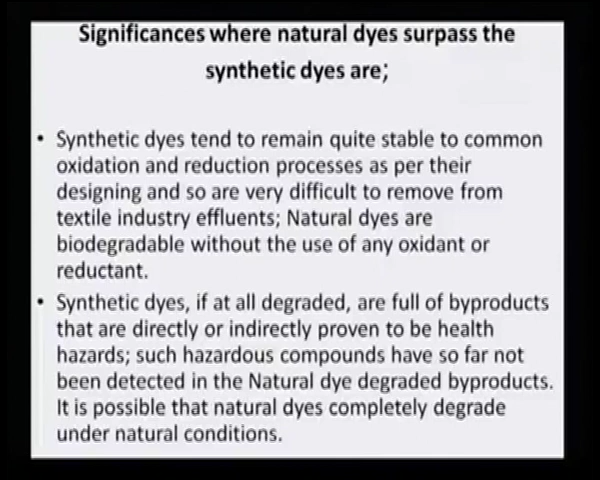 Significances where natural dyes surpass the
synthetic dyes are;
• Synthetic dyes tend to remain quite stable to common
oxidation and reduction processes as per their
designing and so are very difficult to remove from
textile industry effluents; Natural dyes are
biodegradable without the use of any oxidant or
reductant.
• Synthetic dyes, if at all degraded, are full of byproducts
that are directly or indirectly proven to be health
hazards; such hazardous compounds have so far not
been detected in the Natural dye degraded byproducts.
It is possible that natural dyes completely degrade
under natural conditions.